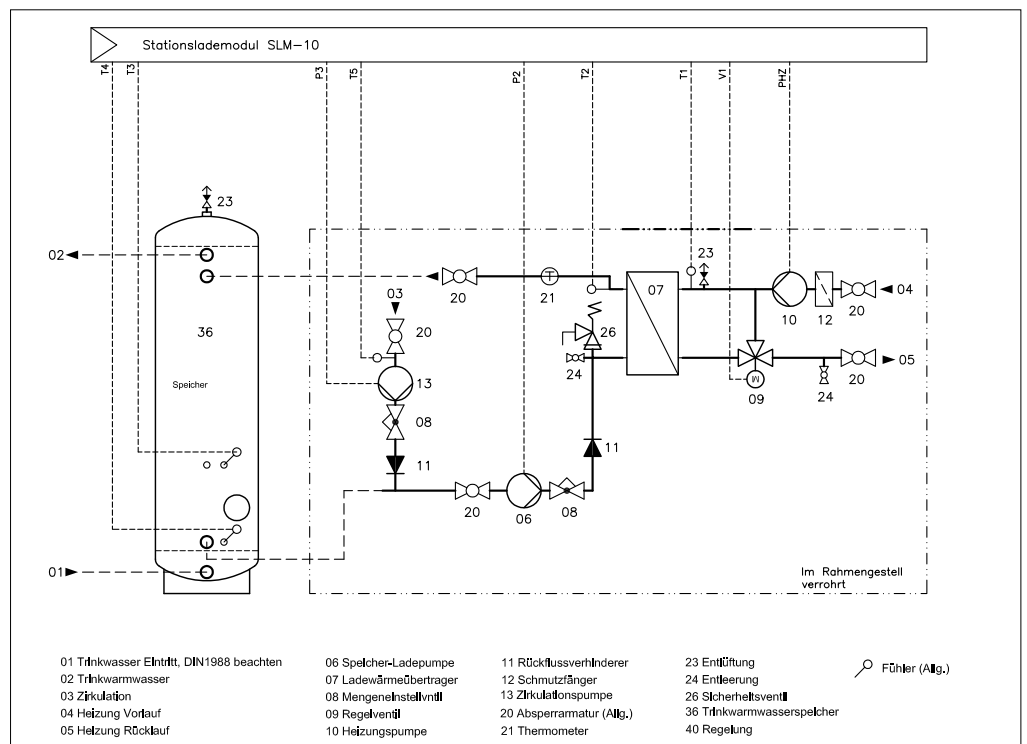 Stationslademodul SLM-10
T4
T3
P3
T5
P2
T2
T1
V1
PHZ
23
02
03
23
07
04
20
21
10
12
20
20
26
36
24
05
13
Speicher
M
09
24
20
08
11
11
20
06
08
01
Im Rahmengestell
verrohrt
01 Trinkwasser Eintritt, DIN1988 beachten
02 Trinkwarmwasser
03 Zirkulation
04 Heizung Vorlauf
05 Heizung Rücklauf
06 Speicher-Ladepumpe
07 Ladewärmeübertrager
08 Mengeneinstellvntil
09 Regelventil
10 Heizungspumpe
11 Rückflussverhinderer
12 Schmutzfänger
13 Zirkulationspumpe
20 Absperrarmatur (Allg.)
21 Thermometer
23 Entlüftung
24 Entleerung
26 Sicherheitsventil
36 Trinkwarmwasserspeicher
40 Regelung
Fühler (Allg.)